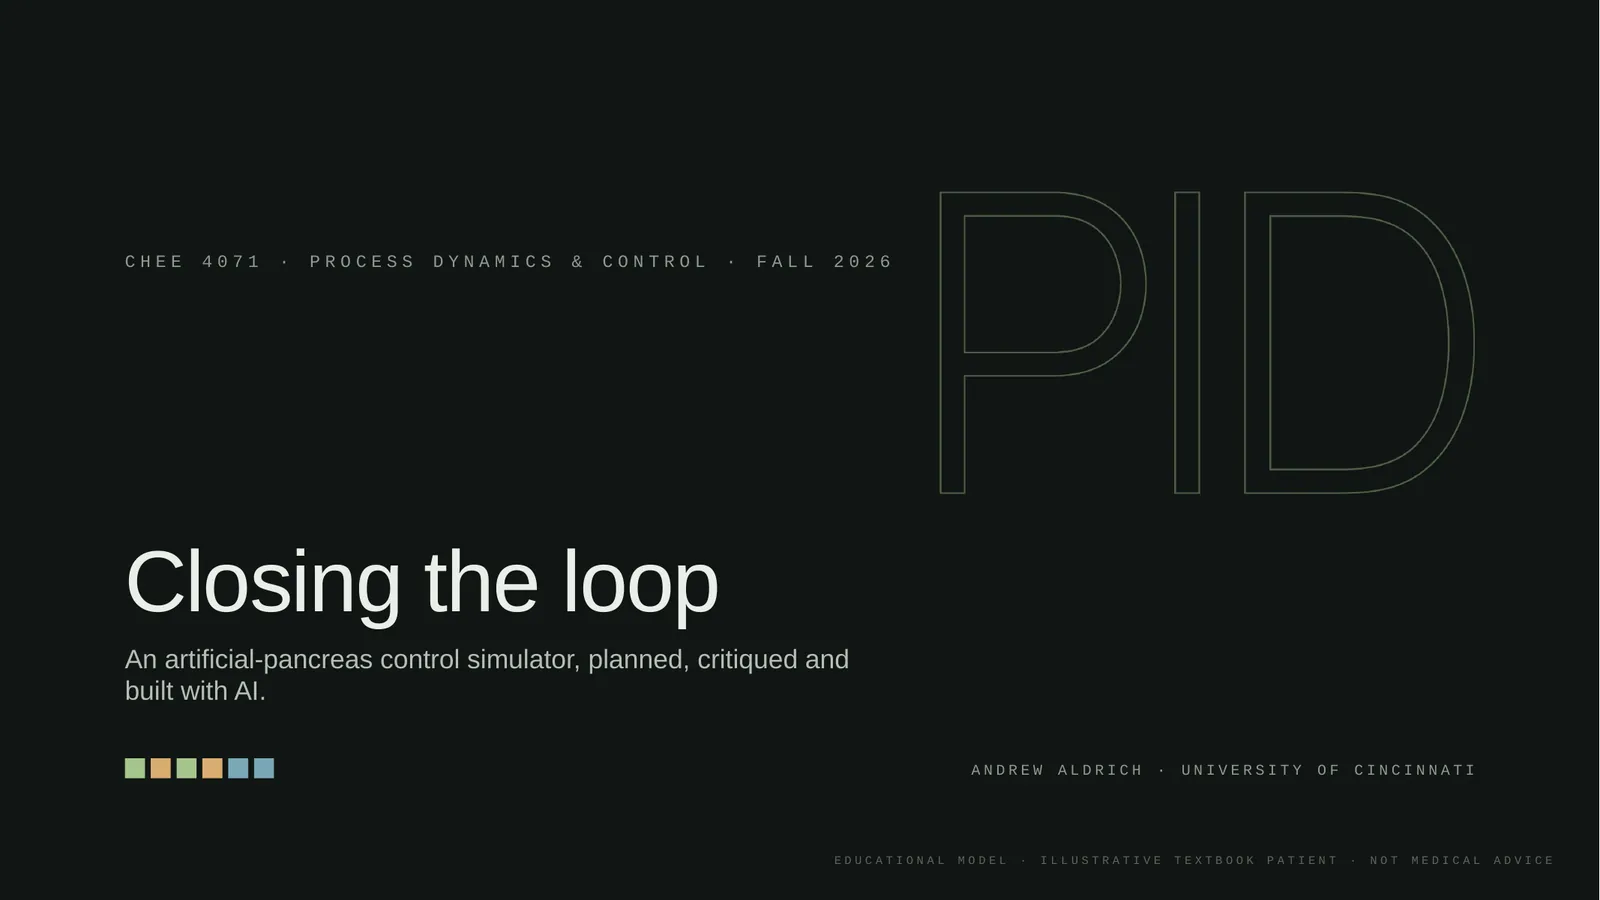 CHEE 4071 · PROCESS DYNAMICS & CONTROL · FALL 2026
PID
Closing the loop
An artificial-pancreas control simulator, planned, critiqued and
built with AI.
ANDREW ALDRICH · UNIVERSITY OF CINCINNATI
EDUCATIONAL MODEL · ILLUSTRATIVE TEXTBOOK PATIENT · NOT MEDICAL ADVICE